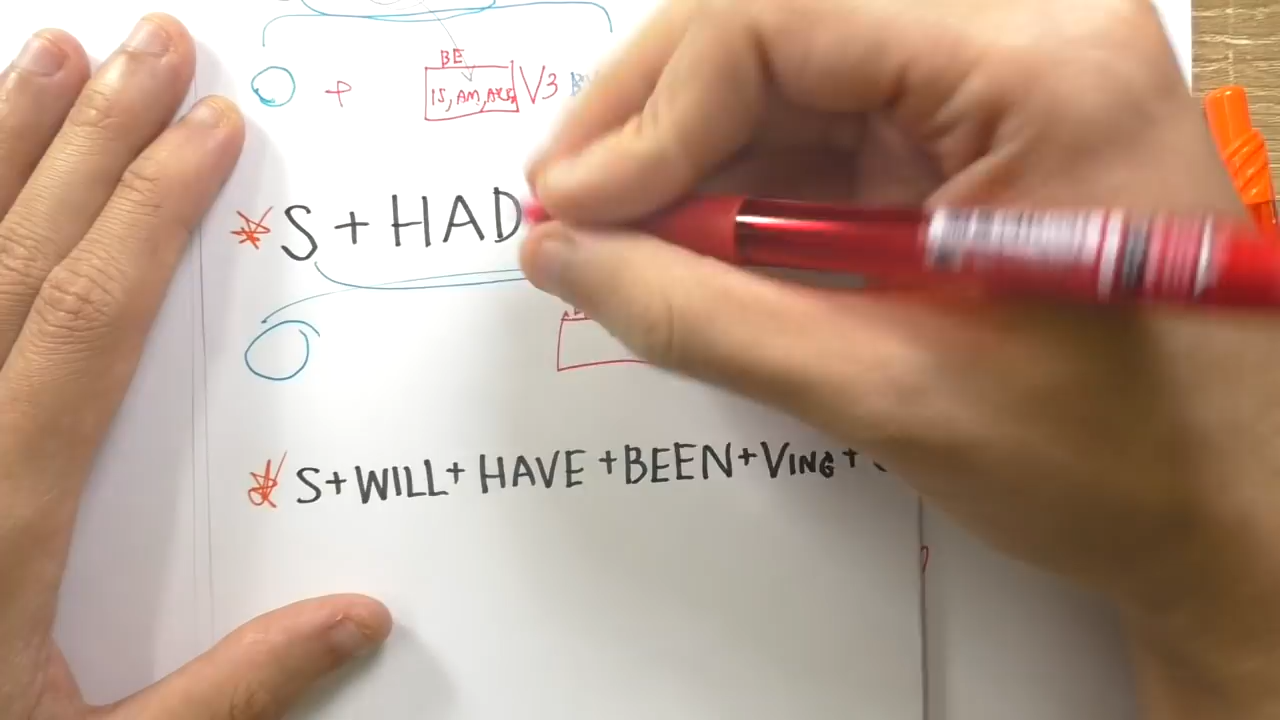 BE
O + IS, AM, ARE V3
S + HAD
O
S+WILL+ HAVE +BEEN+VING+